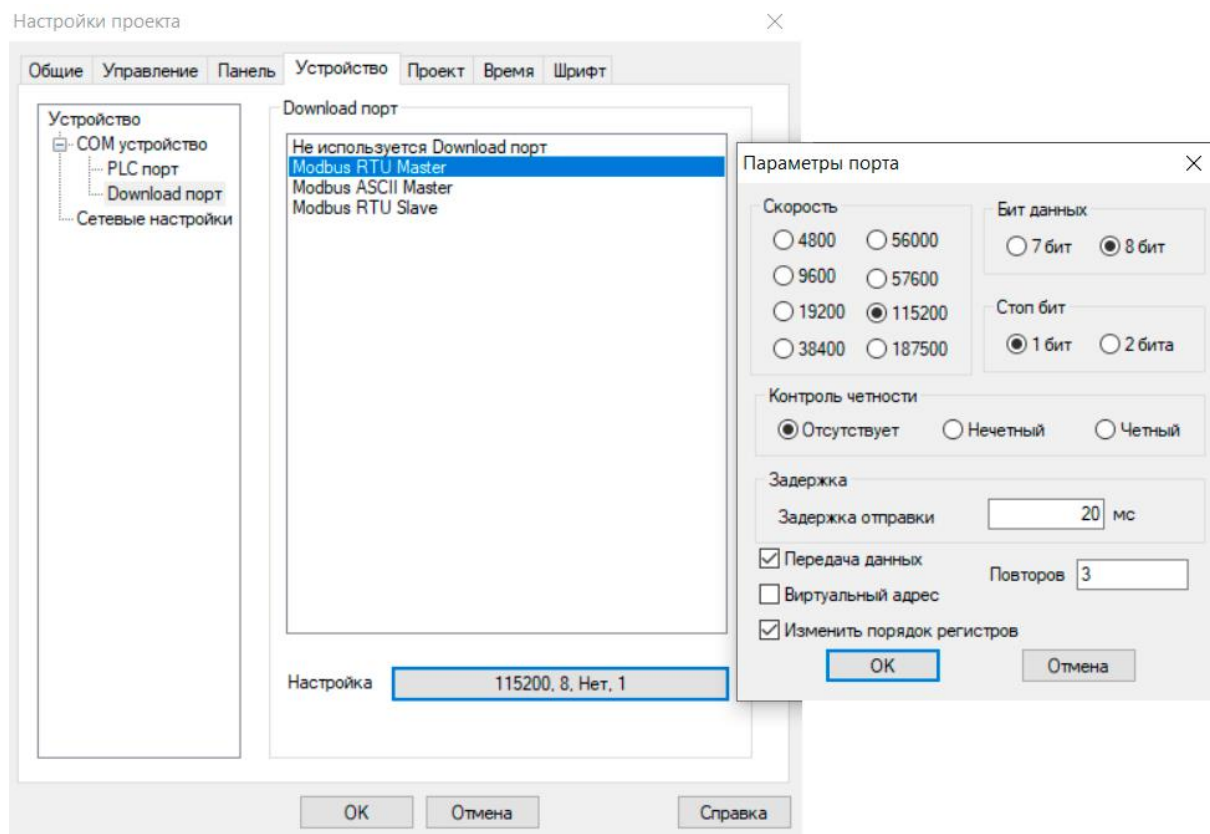 Настройки проекта
Общие Управление Панель Устройство Проект Время Шрифт
Устройство
COM устройство
PLC порт
Download порт
Сетевые настройки
Download порт
Не используется Download порт
Modbus RTU Master
Modbus ASCII Master
Modbus RTU Slave
Настройка 115200, 8, Нет, 1
OK Отмена Справка
Параметры порта
Скорость
4800 56000
9600 57600
19200 115200
38400 187500
Бит данных
7 бит 8 бит
Стоп бит
1 бит 2 бита
Контроль четности
Отсутствует Нечетный Четный
Задержка
Задержка отправки 20 мс
Передача данных
Повторов 3
Виртуальный адрес
Изменить порядок регистров
OK Отмена